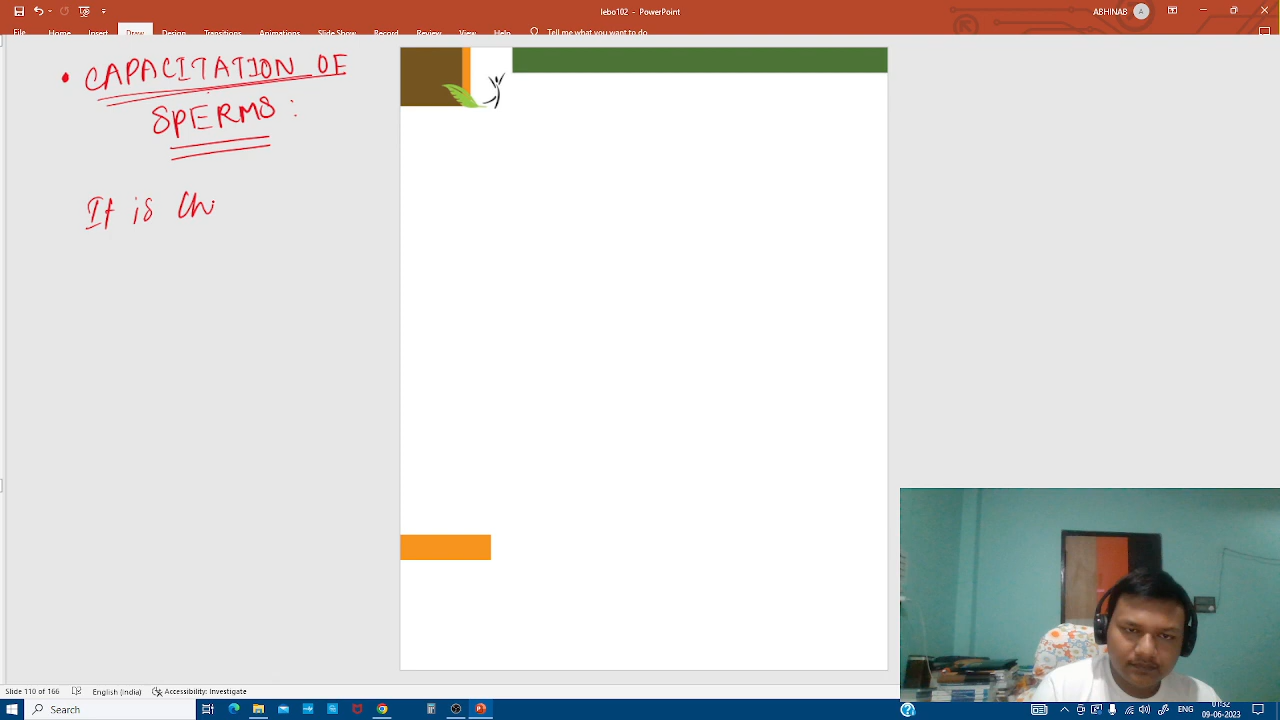 lebo102 - PowerPoint
ABHINAB A
File Home Insert Draw Design Transitions Animations Slide Show Record Review View Help Tell me what you want to do
• CAPACITATION OF
SPERMS :
It is
Slide 110 of 166 English (India) Accessibility: Investigate
Search
ENG
01:52
09-06-2023